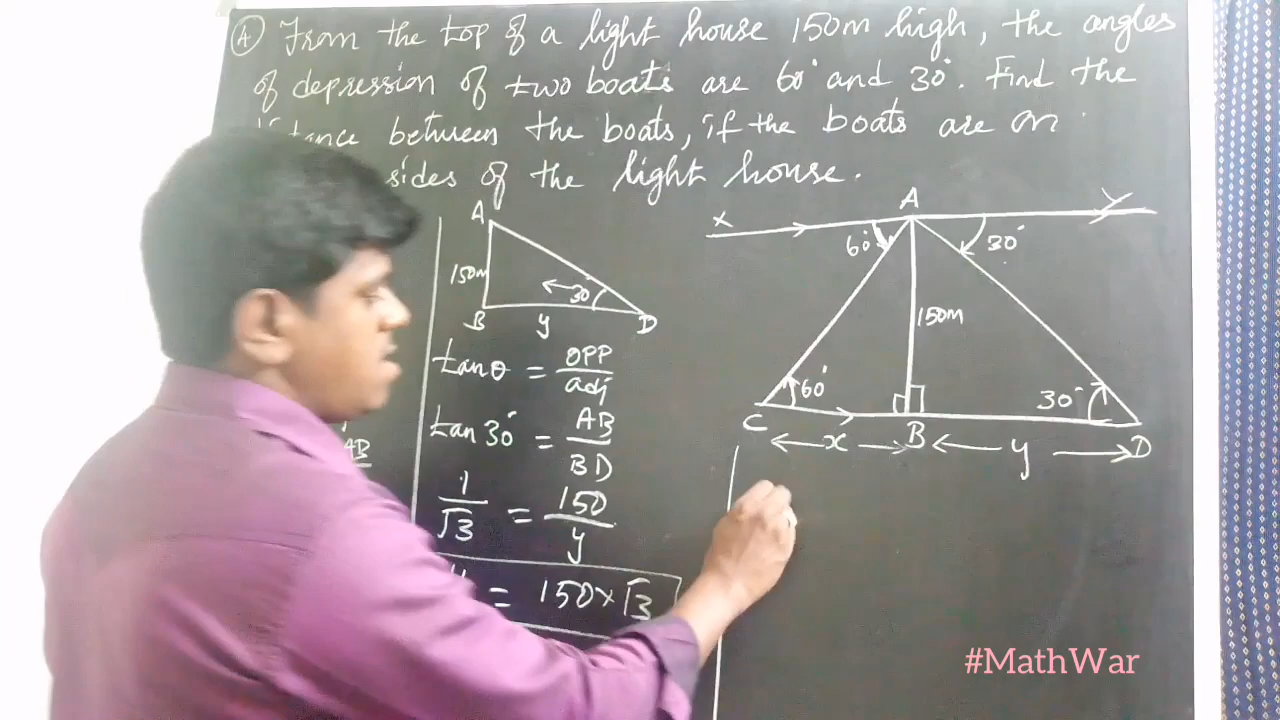 (A) From the top of a light house 150m high, the angles
of depression of two boats are 60° and 30°. Find the
between the boats, if the boats are on
sides of the light house.
A
150m
30°
B
y
D
tanθ = opp/adj
tan 30° = AB/BD
1/√3 = 150/y
= 150×√3
AB
x
A
y
60°
30°
150m
60°
30°
C
x
B
y
D
#MathWar